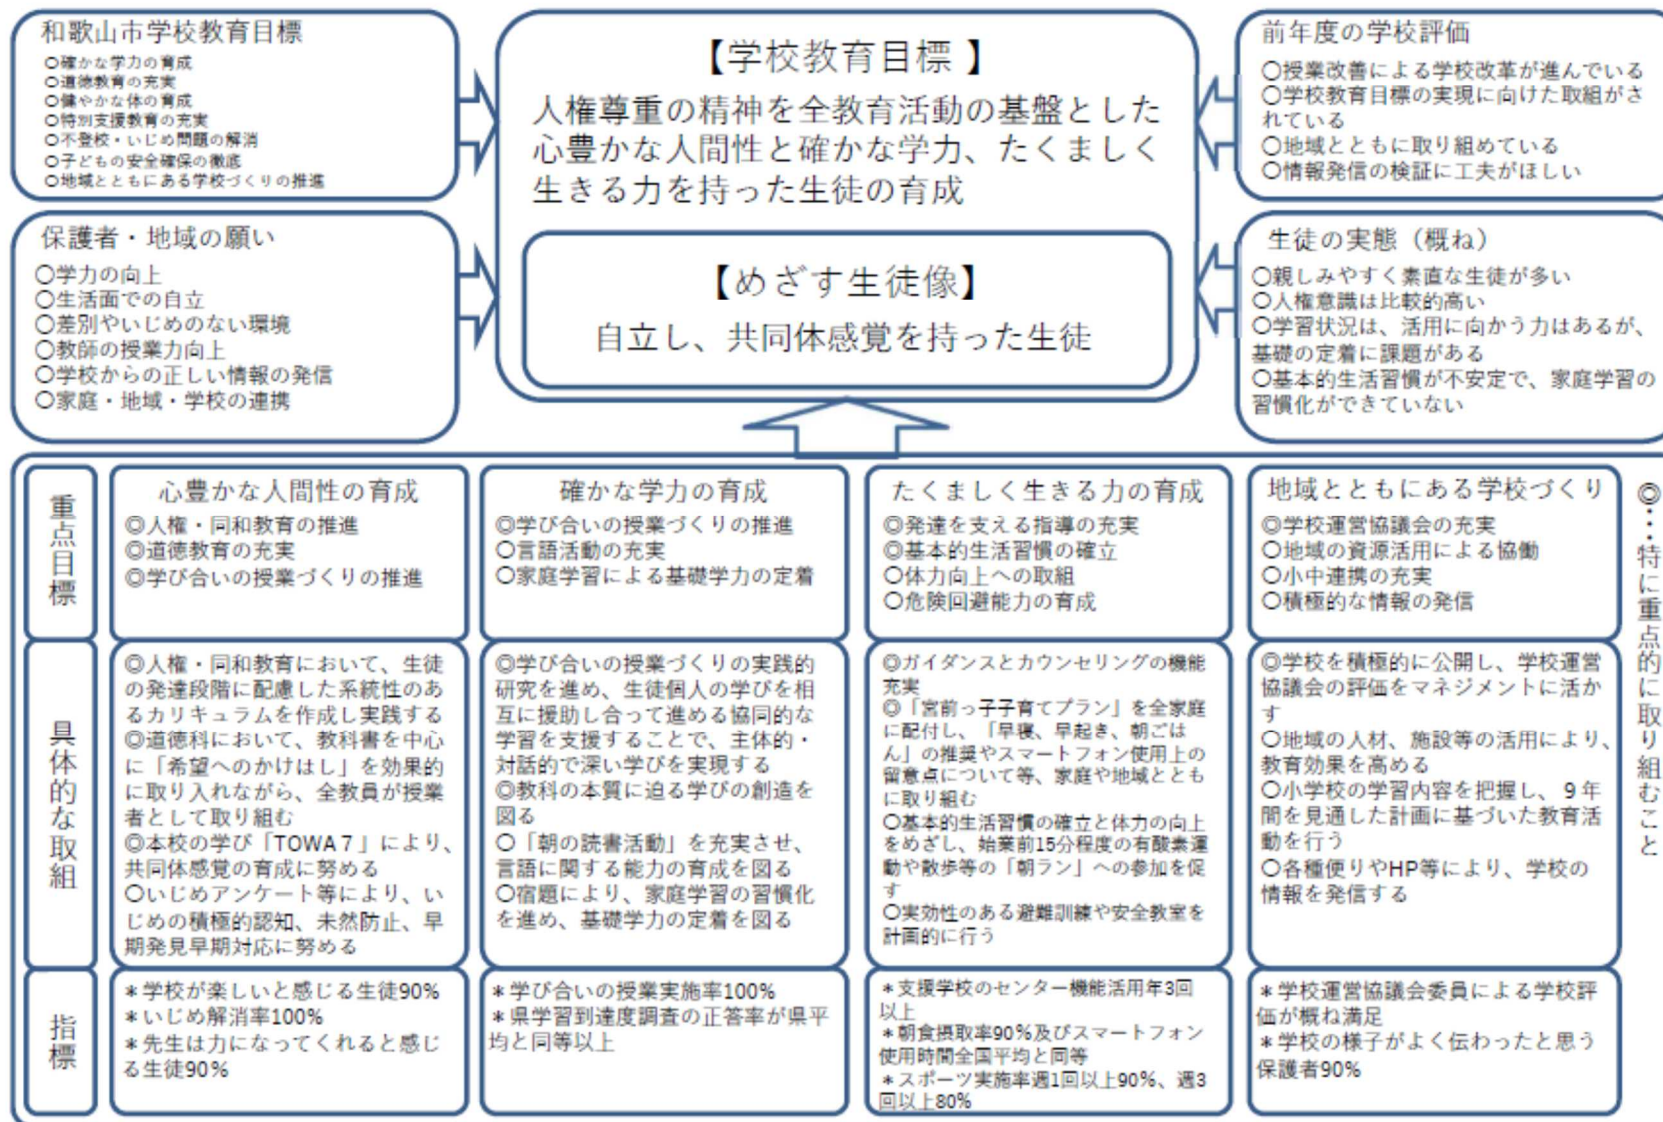 和歌山市学校教育目標
○確かな学力の育成
○道徳教育の充実
○健やかな体の育成
○特別支援教育の充実
○不登校・いじめ問題の解消
○子どもの安全確保の徹底
○地域とともにある学校づくりの推進
保護者・地域の願い
○学力の向上
○生活面での自立
○差別やいじめのない環境
○教師の授業力向上
○学校からの正しい情報の発信
○家庭・地域・学校の連携
【学校教育目標 】
人権尊重の精神を全教育活動の基盤とした
心豊かな人間性と確かな学力、たくましく
生きる力を持った生徒の育成
【めざす生徒像】
自立し、共同体感覚を持った生徒
前年度の学校評価
○授業改善による学校改革が進んでいる
○学校教育目標の実現に向けた取組がさ
れている
○地域とともに取り組めている
○情報発信の検証に工夫がほしい
生徒の実態（概ね）
○親しみやすく素直な生徒が多い
○人権意識は比較的高い
○学習状況は、活用に向かう力はあるが、
基礎の定着に課題がある
○基本的生活習慣が不安定で、家庭学習の
習慣化ができていない
重点目標
心豊かな人間性の育成
◎人権・同和教育の推進
◎道徳教育の充実
◎学び合いの授業づくりの推進
確かな学力の育成
◎学び合いの授業づくりの推進
○言語活動の充実
○家庭学習による基礎学力の定着
たくましく生きる力の育成
◎発達を支える指導の充実
◎基本的生活習慣の確立
○体力向上への取組
○危険回避能力の育成
地域とともにある学校づくり
◎学校運営協議会の充実
○地域の資源活用による協働
○小中連携の充実
○積極的な情報の発信
◎・・・特に重点的に取り組むこと
具体的な取組
◎人権・同和教育において、生徒
の発達段階に配慮した系統性のあ
るカリキュラムを作成し実践する
◎道徳科において、教科書を中心
に「希望へのかけはし」を効果的
に取り入れながら、全教員が授業
者として取り組む
◎本校の学び「TOWA７」により、
共同体感覚の育成に努める
○いじめアンケート等により、い
じめの積極的認知、未然防止、早
期発見早期対応に努める
◎学び合いの授業づくりの実践的
研究を進め、生徒個人の学びを相
互に援助し合って進める協同的な
学習を支援することで、主体的・
対話的で深い学びを実現する
◎教科の本質に迫る学びの創造を
図る
○「朝の読書活動」を充実させ、
言語に関する能力の育成を図る
○宿題により、家庭学習の習慣化
を進め、基礎学力の定着を図る
◎ガイダンスとカウンセリングの機能
充実
◎「宮前っ子子育てプラン」を全家庭
に配付し、「早寝、早起き、朝ごは
ん」の推奨やスマートフォン使用上の
留意点について等、家庭や地域ととも
に取り組む
○基本的生活習慣の確立と体力の向上
をめざし、始業前15分程度の有酸素運
動や散歩等の「朝ラン」への参加を促
す
○実効性のある避難訓練や安全教室を
計画的に行う
◎学校を積極的に公開し、学校運営
協議会の評価をマネジメントに活か
す
○地域の人材、施設等の活用により、
教育効果を高める
○小学校の学習内容を把握し、９年
間を見通した計画に基づいた教育活
動を行う
○各種便りやHP等により、学校の
情報を発信する
指標
＊学校が楽しいと感じる生徒90%
＊いじめ解消率100%
＊先生は力になってくれると感じ
る生徒90%
＊学び合いの授業実施率100%
＊県学習到達度調査の正答率が県平
均と同等以上
＊支援学校のセンター機能活用年3回
以上
＊朝食摂取率90%及びスマートフォン
使用時間全国平均と同等
＊スポーツ実施率週1回以上90%、週3
回以上80%
＊学校運営協議会委員による学校評
価が概ね満足
＊学校の様子がよく伝わったと思う
保護者90%